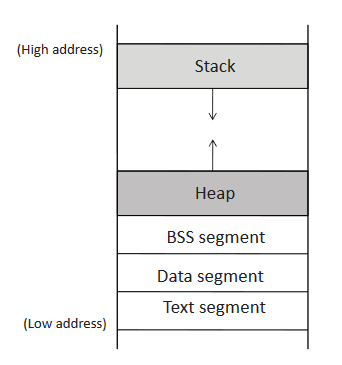 (High address)
Stack
Heap
BSS segment
Data segment
Text segment
(Low address)